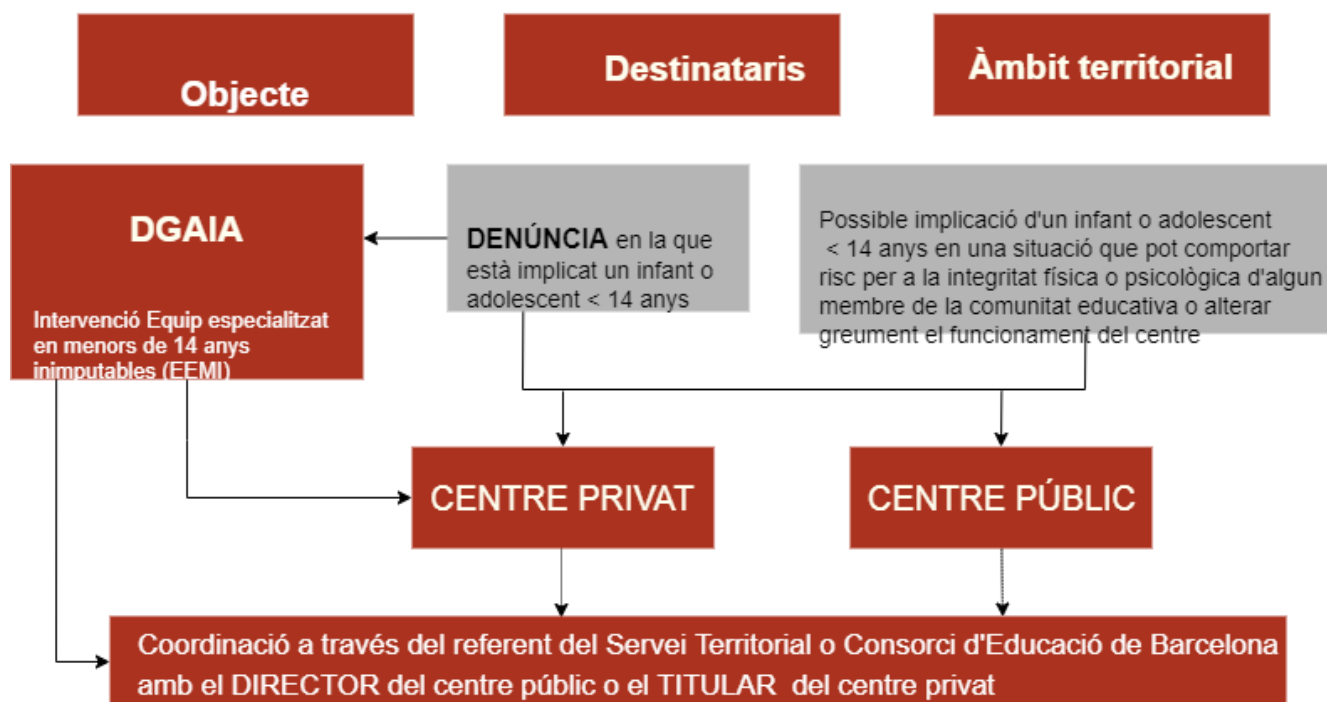 Objecte
Destinataris
Àmbit territorial
DGAIA
Intervenció Equip especialitzat
en menors de 14 anys
inimputables (EEMI)
DENÚNCIA en la que
està implicat un infant o
adolescent < 14 anys
Possible implicació d'un infant o adolescent
< 14 anys en una situació que pot comportar
risc per a la integritat física o psicològica d'algun
membre de la comunitat educativa o alterar
greument el funcionament del centre
CENTRE PRIVAT
CENTRE PÚBLIC
Coordinació a través del referent del Servei Territorial o Consorci d'Educació de Barcelona
amb el DIRECTOR del centre públic o el TITULAR del centre privat